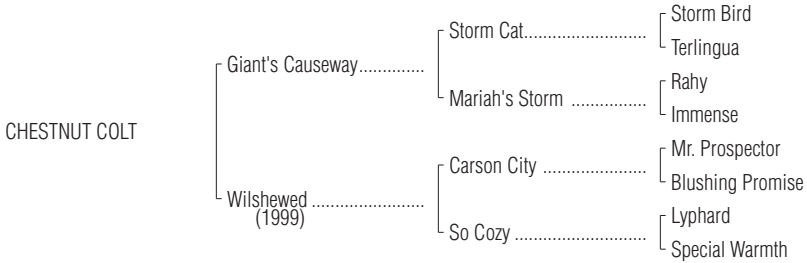 Storm Bird
Storm Cat........................
Terlingua
Giant's Causeway.............
Rahy
Mariah's Storm ................
Immense
CHESTNUT COLT
Mr. Prospector
Carson City ......................
Blushing Promise
Wilshewed ........................
(1999)
Lyphard
So Cozy ............................
Special Warmth